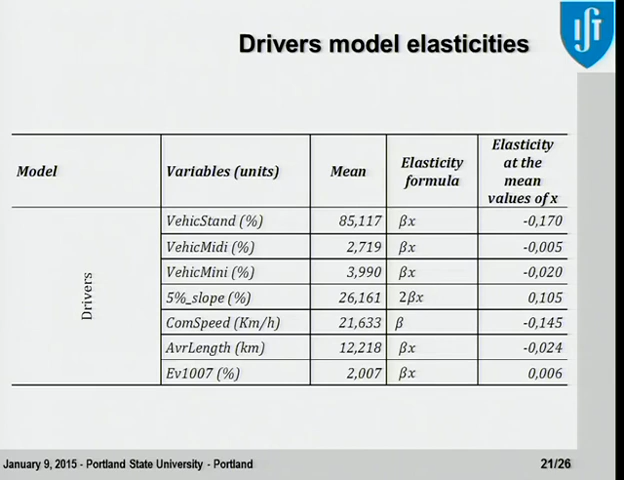 Drivers model elasticities
IST
Model Variables (units) Mean Elasticity formula Elasticity at the mean values of x
Drivers
VehicStand (%) 85,117 βx -0,170
VehicMidi (%) 2,719 βx -0,005
VehicMini (%) 3,990 βx -0,020
5%_slope (%) 26,161 2βx 0,105
ComSpeed (Km/h) 21,633 β -0,145
AvrLength (km) 12,218 βx -0,024
Ev1007 (%) 2,007 βx 0,006
January 9, 2015 - Portland State University - Portland 21/26